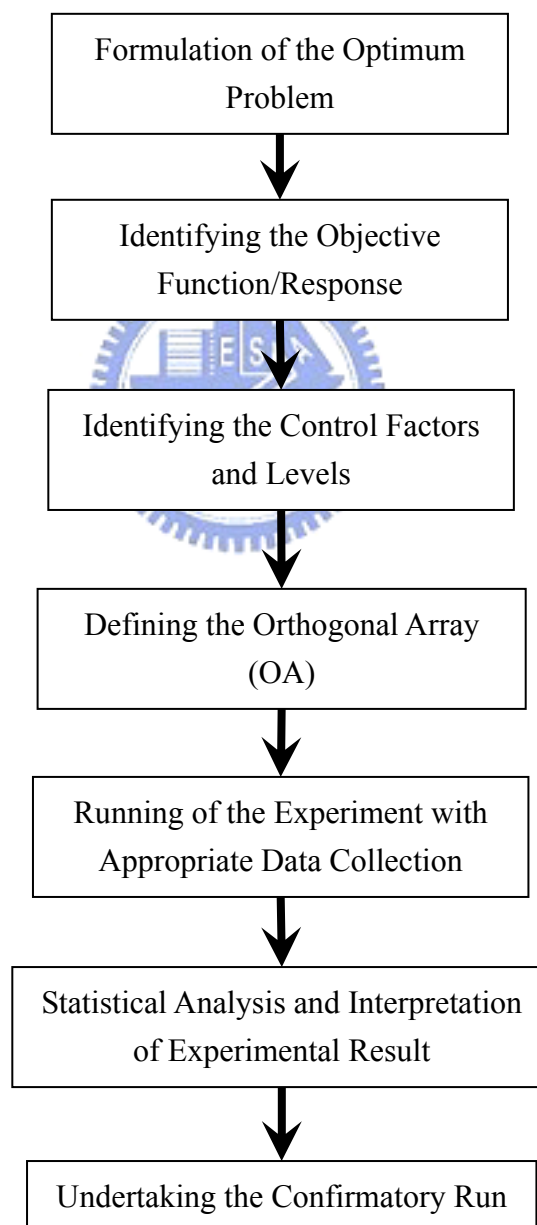 Formulation of the Optimum
Problem
Identifying the Objective
Function/Response
ESA
Identifying the Control Factors
and Levels
Defining the Orthogonal Array
(OA)
Running of the Experiment with
Appropriate Data Collection
Statistical Analysis and Interpretation
of Experimental Result
Undertaking the Confirmatory Run